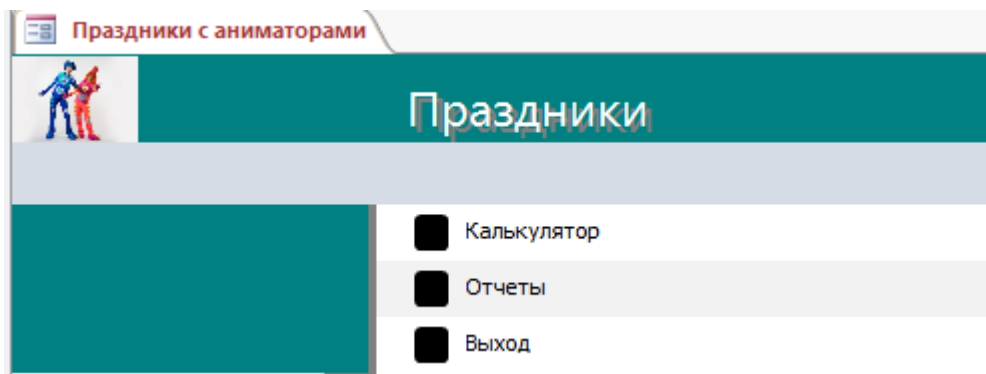 Праздники с аниматорами
Праздники
Калькулятор
Отчеты
Выход